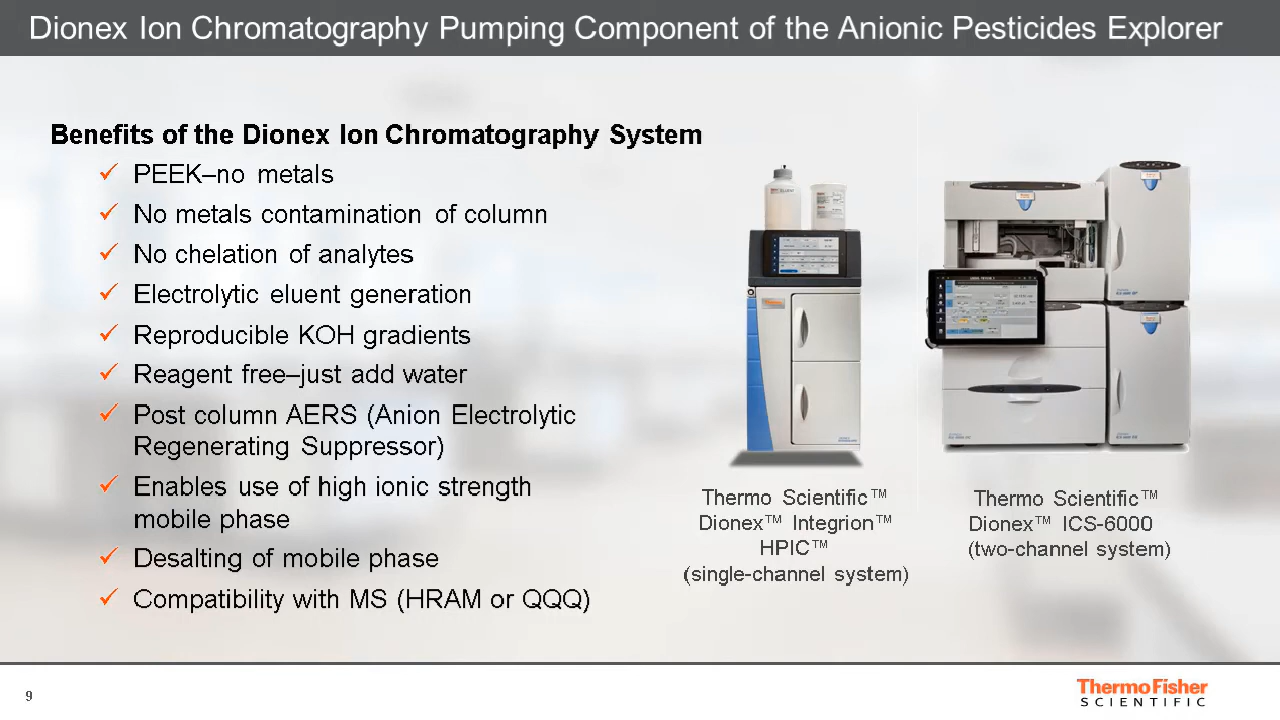 Dionex Ion Chromatography Pumping Component of the Anionic Pesticides Explorer
Benefits of the Dionex Ion Chromatography System
✓ PEEK–no metals
✓ No metals contamination of column
✓ No chelation of analytes
✓ Electrolytic eluent generation
✓ Reproducible KOH gradients
✓ Reagent free–just add water
✓ Post column AERS (Anion Electrolytic
Regenerating Suppressor)
✓ Enables use of high ionic strength
mobile phase
✓ Desalting of mobile phase
✓ Compatibility with MS (HRAM or QQQ)
Thermo Scientific™
Dionex™ Integrion™
HPIC™
(single-channel system)
Thermo Scientific™
Dionex™ ICS-6000
(two-channel system)
9
ThermoFisher
SCIENTIFIC